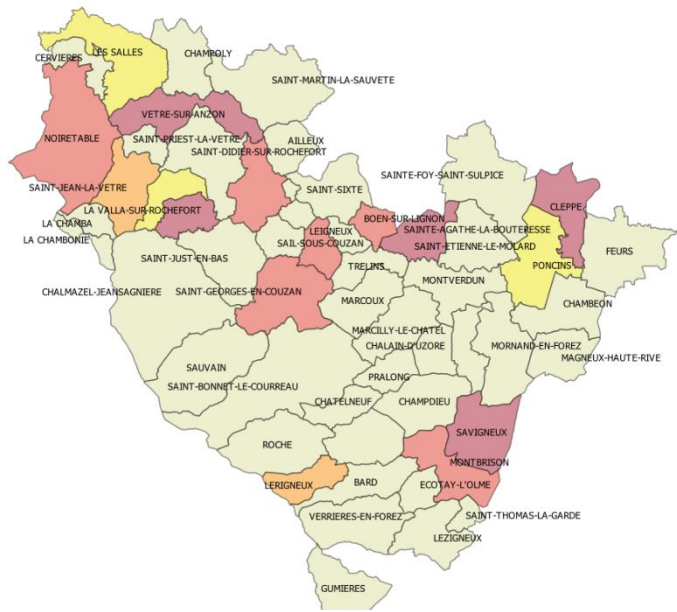 LES SALLES
CERVIERES
CHAMPOLY
SAINT-MARTIN-LA-SAUVETE
VETRE-SUR-ANZON
NOIRETABLE
SAINT-PRIEST-LA-VETRE
AILLEUX
SAINT-DIDIER-SUR-ROCHEFORT
SAINTE-FOY-SAINT-SULPICE
SAINT-JEAN-LA-VETRE
SAINT-SIXTE
CLEPPE
LA VALLA-SUR-ROCHEFORT
BOEN-SUR-LIGNON
LA CHAMBA
LEIGNEUX
SAINTE-AGATHE-LA-BOUTERESSE
LA CHAMBONIE
SAIL-SOUS-COUZAN
SAINT-ETIENNE-LE-MOLARD
FEURS
SAINT-JUST-EN-BAS
TRELINS
PONCINS
MONTVERDUN
CHALMAZEL-JEANSAGNIERE
SAINT-GEORGES-EN-COUZAN
MARCOUX
CHAMBEON
MARCILLY-LE-CHATEL
CHALAIN-D'UZORE
MORNAND-EN-FOREZ
MAGNEUX-HAUTE-RIVE
SAUVAIN
PRALONG
SAINT-BONNET-LE-COURREAU
CHATELNEUF
CHAMPDIEU
SAVIGNEUX
ROCHE
MONTBRISON
LERIGNEUX
BARD
ECOTAY-L'OLME
VERRIERES-EN-FOREZ
SAINT-THOMAS-LA-GARDE
LEZIGNEUX
GUMIERES